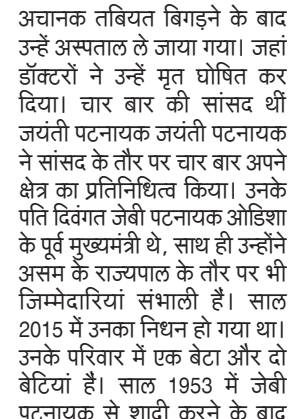 अचानक तबियत बिगड़ने के बाद
उन्हें अस्पताल ले जाया गया। जहां
डॉक्टरों ने उन्हें मृत घोषित कर
दिया। चार बार की सांसद थीं
जयंती पटनायक जयंती पटनायक
ने सांसद के तौर पर चार बार अपने
क्षेत्र का प्रतिनिधित्व किया। उनके
पति दिवंगत जेबी पटनायक ओडिशा
के पूर्व मुख्यमंत्री थे, साथ ही उन्होंने
असम के राज्यपाल के तौर पर भी
जिम्मेदारियां संभाली हैं। साल
2015 में उनका निधन हो गया था।
उनके परिवार में एक बेटा और दो
बेटियां हैं। साल 1953 में जेबी
पटनायक से शादी करने के बाद